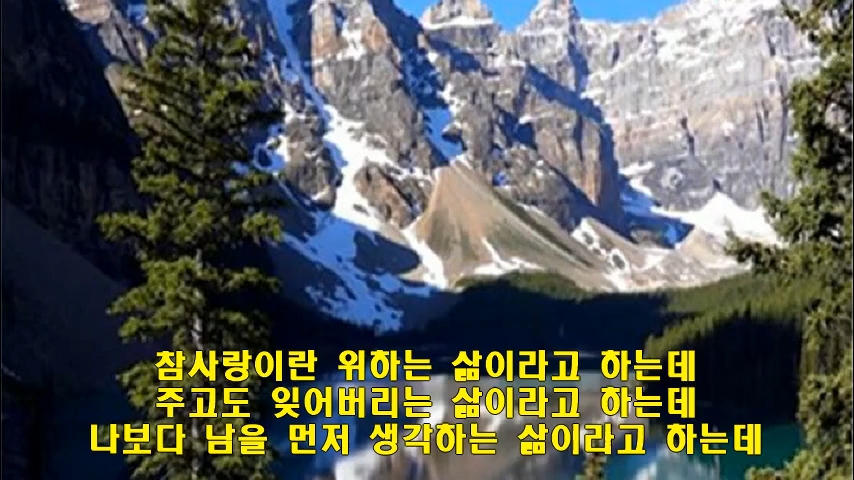 참사랑이란 위하는 삶이라고 하는데
주고도 잊어버리는 삶이라고 하는데
나보다 남을 먼저 생각하는 삶이라고 하는데